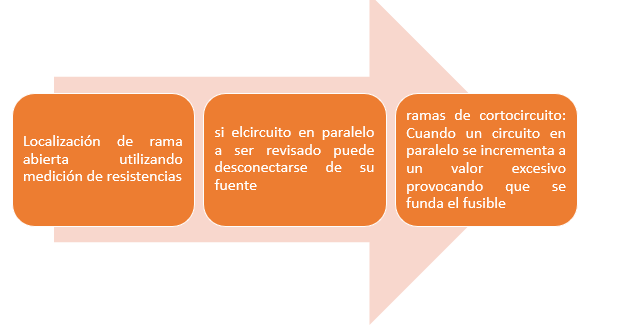 Localización de rama
abierta utilizando
medición de resistencias
si elcircuito en paralelo
a ser revisado puede
desconectarse de su
fuente
ramas de cortocircuito:
Cuando un circuito en
paralelo se incrementa a
un valor excesivo
provocando que se
funda el fusible